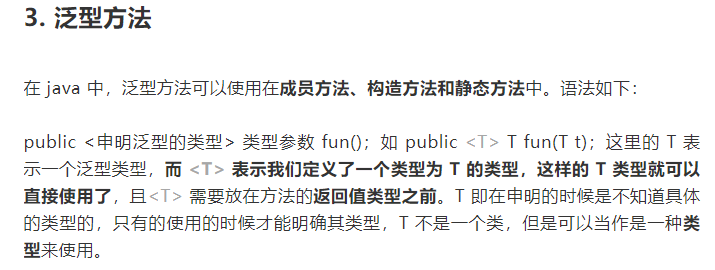 3. 泛型方法
在 java 中，泛型方法可以使用在成员方法、构造方法和静态方法中。语法如下：
public <申明泛型的类型> 类型参数 fun()；如 public <T> T fun(T t)；这里的 T 表
示一个泛型类型，而 <T> 表示我们定义了一个类型为 T 的类型，这样的 T 类型就可以
直接使用了，且<T> 需要放在方法的返回值类型之前。T 即在申明的时候是不知道具体
的类型的，只有的使用的时候才能明确其类型，T 不是一个类，但是可以当作是一种类
型来使用。